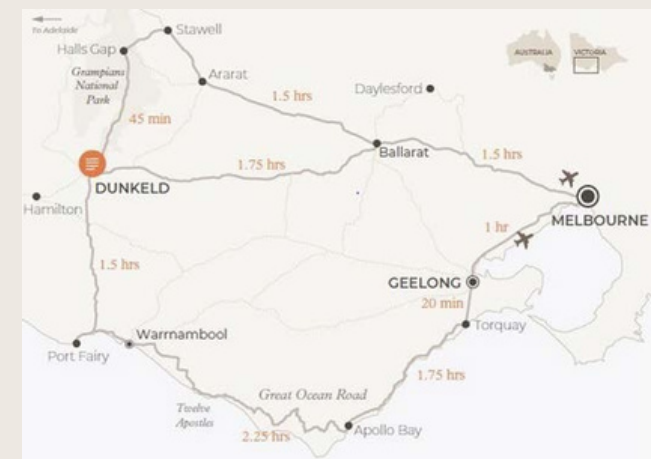 To Adelaide
Stawell
Halls Gap
Grampians
National
Park
Ararat
AUSTRALIA
VICTORIA
Daylesford
1.5 hrs
45 min
Ballarat
1.5 hrs
1.75 hrs
DUNKELD
Hamilton
MELBOURNE
1 hr
1.5 hrs
GEELONG
20 min
Torquay
Warrnambool
Port Fairy
1.75 hrs
Great Ocean Road
Twelve
Apostles
Apollo Bay
2.25 hrs